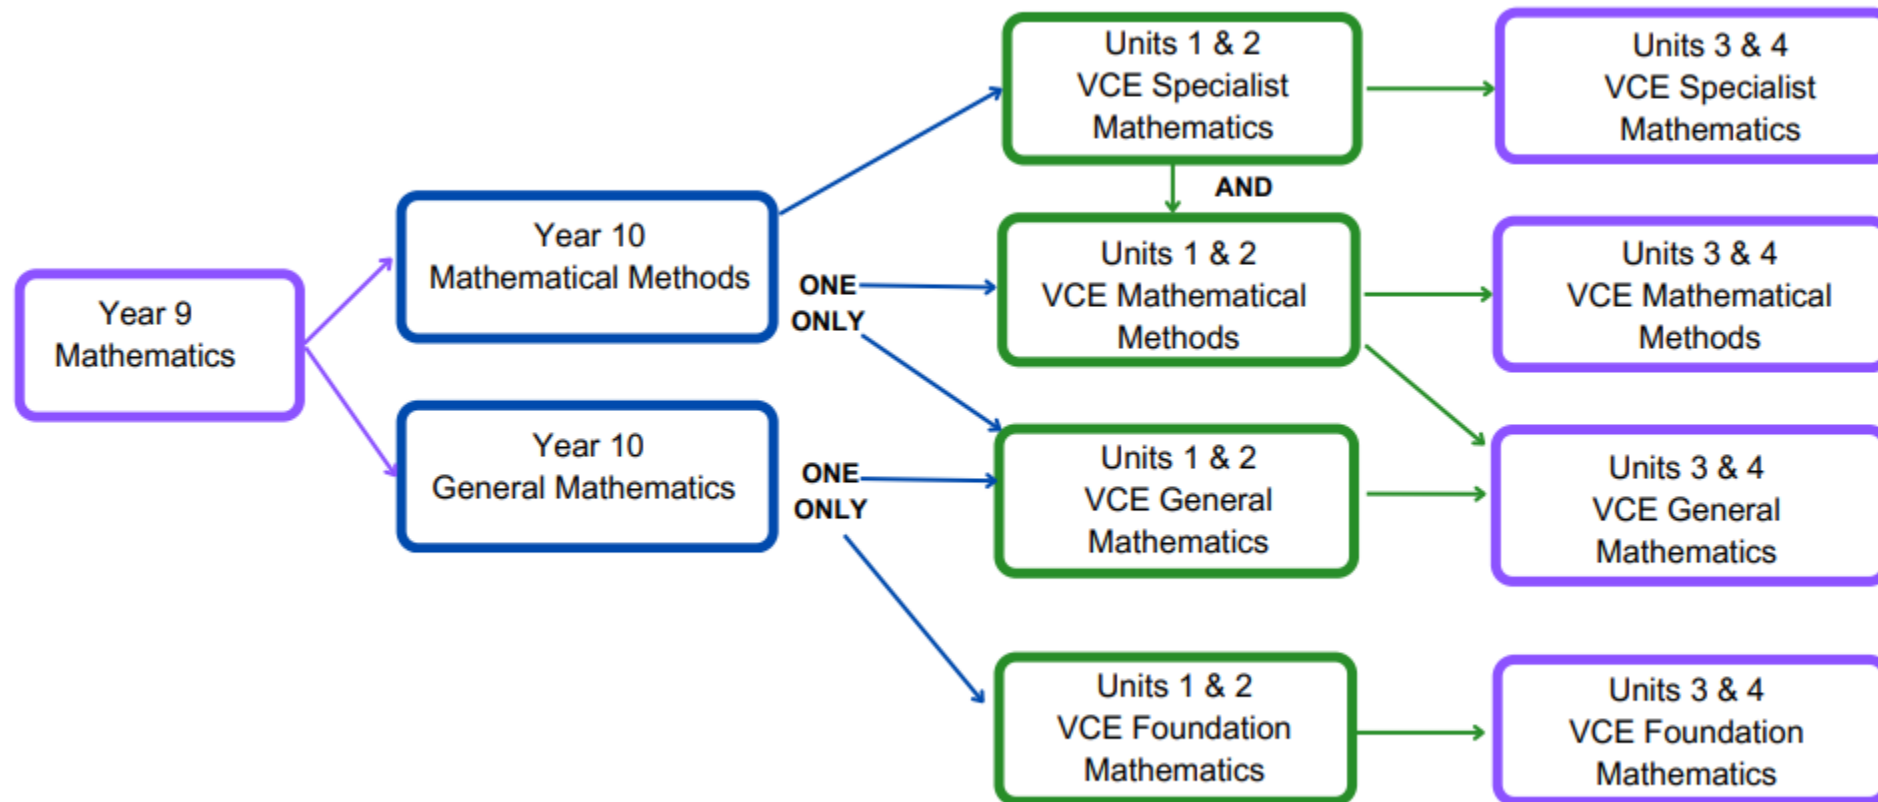 Year 9
Mathematics
Year 10
Mathematical Methods
Year 10
General Mathematics
ONE
ONLY
ONE
ONLY
Units 1 & 2
VCE Specialist
Mathematics
AND
Units 1 & 2
VCE Mathematical
Methods
Units 1 & 2
VCE General
Mathematics
Units 1 & 2
VCE Foundation
Mathematics
Units 3 & 4
VCE Specialist
Mathematics
Units 3 & 4
VCE Mathematical
Methods
Units 3 & 4
VCE General
Mathematics
Units 3 & 4
VCE Foundation
Mathematics